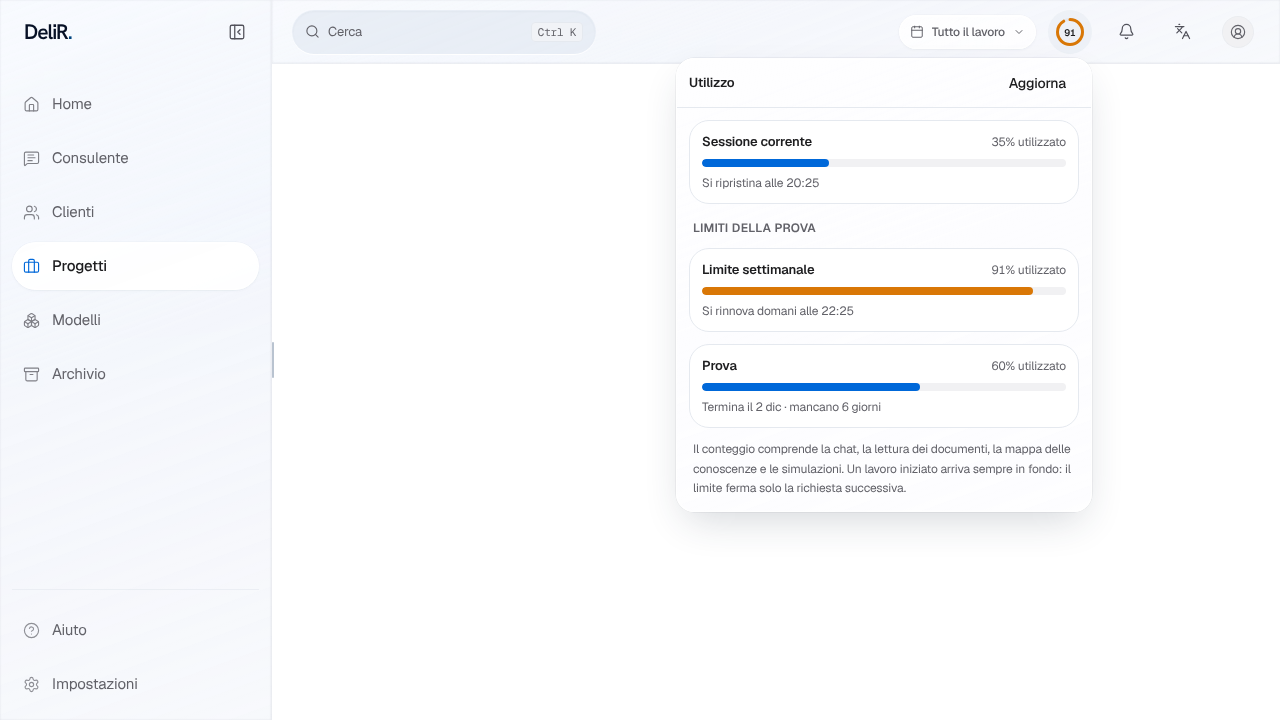 DeliR.
Cerca
Ctrl K
Tutto il lavoro
91
Home
Consulente
Clienti
Progetti
Modelli
Archivio
Aiuto
Impostazioni
Utilizzo
Aggiorna
Sessione corrente
35% utilizzato
Si ripristina alle 20:25
LIMITI DELLA PROVA
Limite settimanale
91% utilizzato
Si rinnova domani alle 22:25
Prova
60% utilizzato
Termina il 2 dic · mancano 6 giorni
Il conteggio comprende la chat, la lettura dei documenti, la mappa delle
conoscenze e le simulazioni. Un lavoro iniziato arriva sempre in fondo: il
limite ferma solo la richiesta successiva.